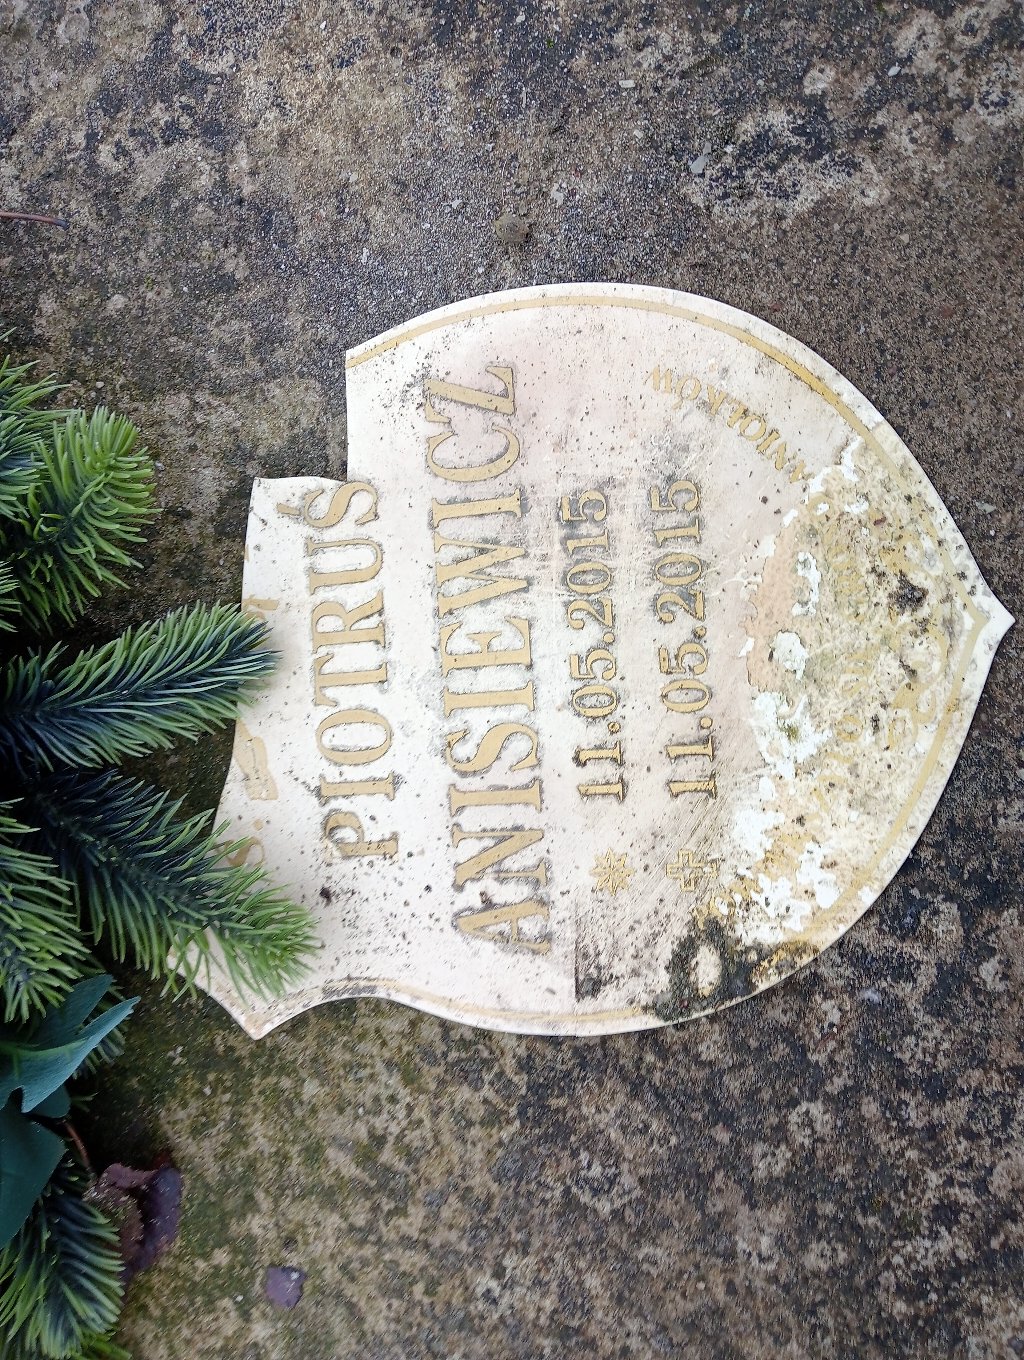 PIOTRUŚ
ANISIEWICZ
* 11.05.2015
✝ 11.05.2015